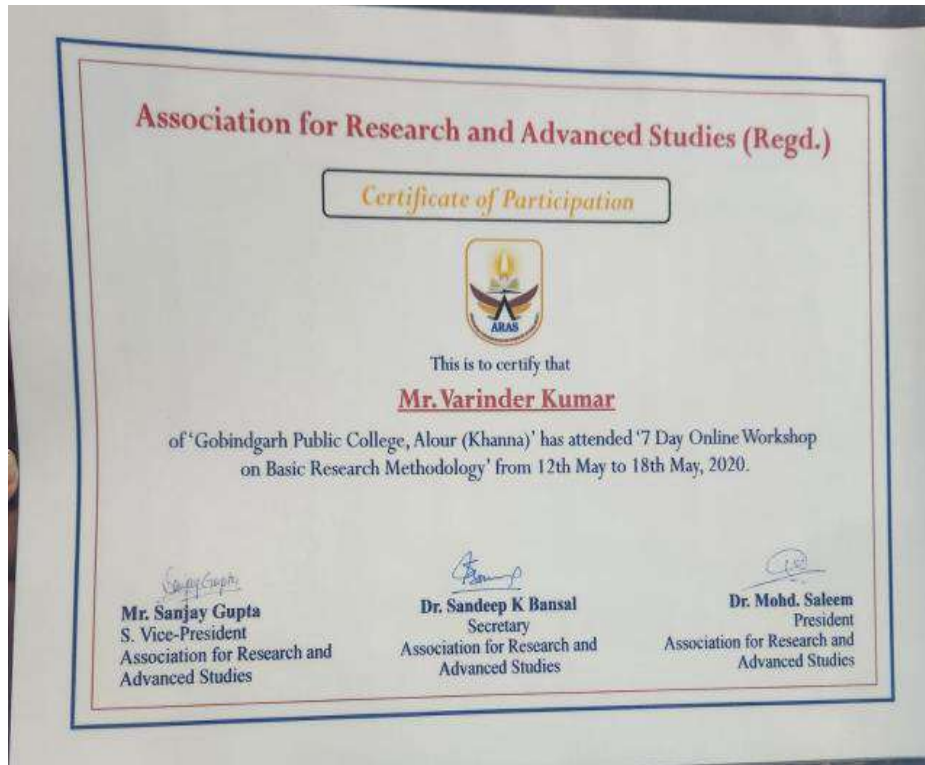 Association for Research and Advanced Studies (Regd.)
Certificate of Participation
ARAS
This is to certify that
Mr. Varinder Kumar
of 'Gobindgarh Public College, Alour (Khanna)' has attended '7 Day Online Workshop
on Basic Research Methodology' from 12th May to 18th May, 2020.
Sanjay Gupta
Mr. Sanjay Gupta
S. Vice-President
Association for Research and
Advanced Studies
Dr. Sandeep K Bansal
Secretary
Association for Research and
Advanced Studies
Dr. Mohd. Saleem
President
Association for Research and
Advanced Studies